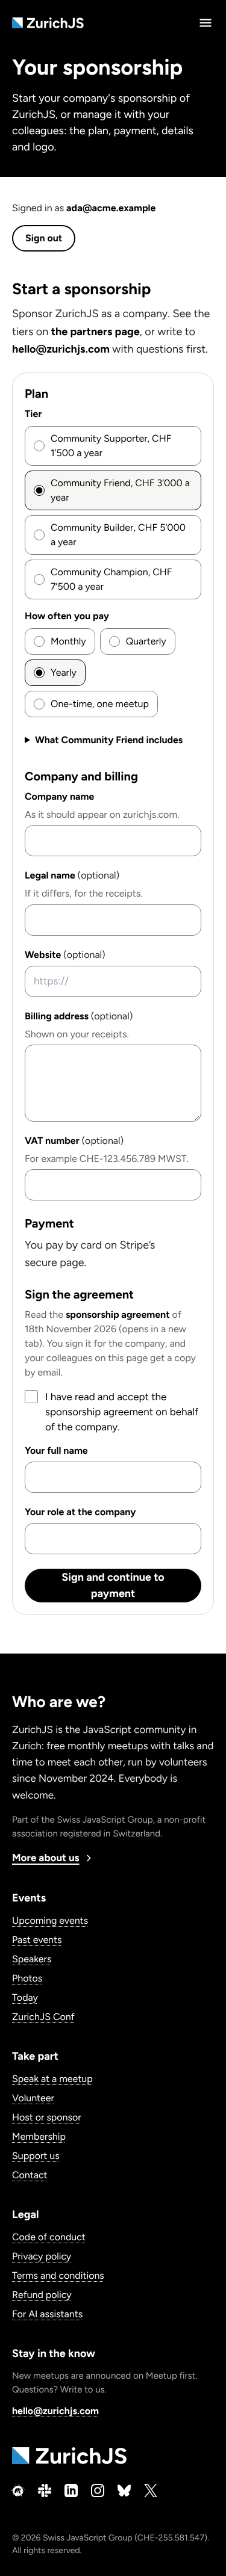 ZurichJS
Your sponsorship
Start your company's sponsorship of
ZurichJS, or manage it with your
colleagues: the plan, payment, details
and logo.
Signed in as ada@acme.example
Sign out
Start a sponsorship
Sponsor ZurichJS as a company. See the
tiers on the partners page, or write to
hello@zurichjs.com with questions first.
Plan
Tier
Community Supporter, CHF
1'500 a year
Community Friend, CHF 3'000 a
year
Community Builder, CHF 5'000
a year
Community Champion, CHF
7'500 a year
How often you pay
Monthly
Quarterly
Yearly
One-time, one meetup
What Community Friend includes
Company and billing
Company name
As it should appear on zurichjs.com.
Legal name (optional)
If it differs, for the receipts.
Website (optional)
https://
Billing address (optional)
Shown on your receipts.
VAT number (optional)
For example CHE-123.456.789 MWST.
Payment
You pay by card on Stripe's
secure page.
Sign the agreement
Read the sponsorship agreement of
18th November 2026 (opens in a new
tab). You sign it for the company, and
your colleagues on this page get a copy
by email.
I have read and accept the
sponsorship agreement on behalf
of the company.
Your full name
Your role at the company
Sign and continue to
payment
Who are we?
ZurichJS is the JavaScript community in
Zurich: free monthly meetups with talks and
time to meet each other, run by volunteers
since November 2024. Everybody is
welcome.
Part of the Swiss JavaScript Group, a non-profit
association registered in Switzerland.
More about us
Events
Upcoming events
Past events
Speakers
Photos
Today
ZurichJS Conf
Take part
Speak at a meetup
Volunteer
Host or sponsor
Membership
Support us
Contact
Legal
Code of conduct
Privacy policy
Terms and conditions
Refund policy
For AI assistants
Stay in the know
New meetups are announced on Meetup first.
Questions? Write to us.
hello@zurichjs.com
ZurichJS
© 2026 Swiss JavaScript Group (CHE-255.581.547).
All rights reserved.